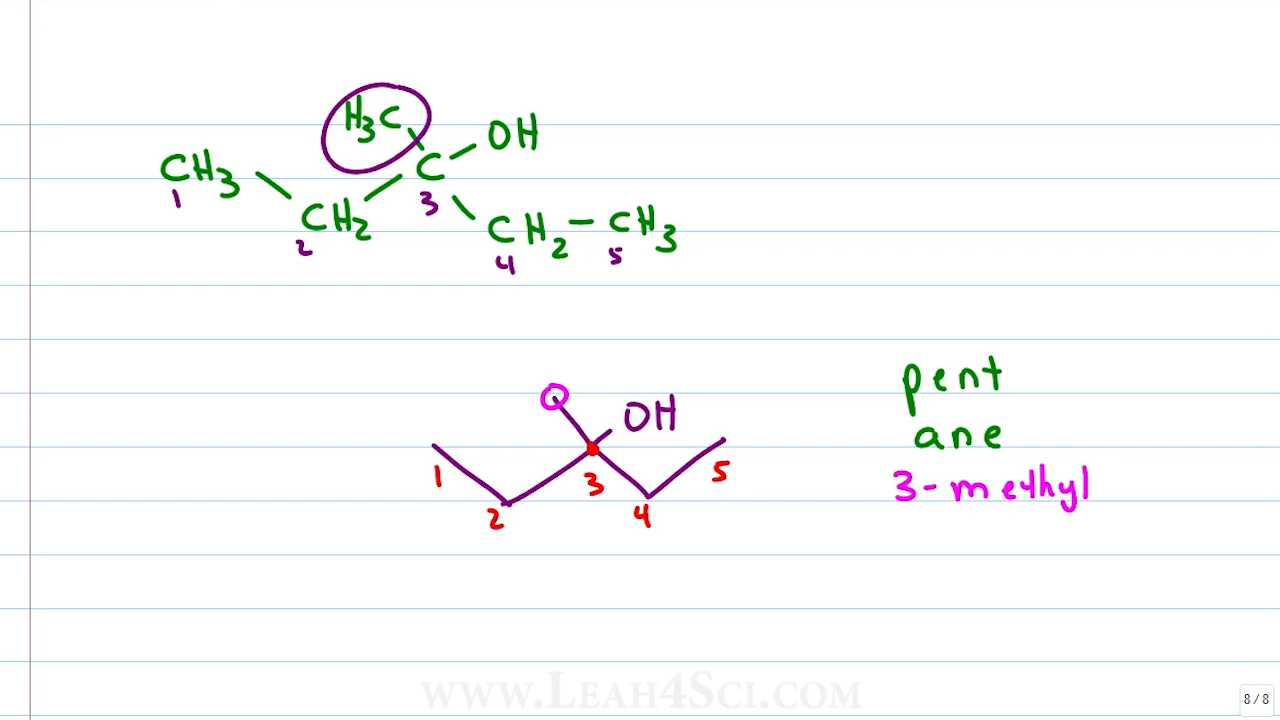 H3C
OH
CH3
C
1
CH2
3
CH2-CH3
2
4
5
pent
OH
ane
1
3
5
3-methyl
2
4
www.Leah4Sci.com
8/8